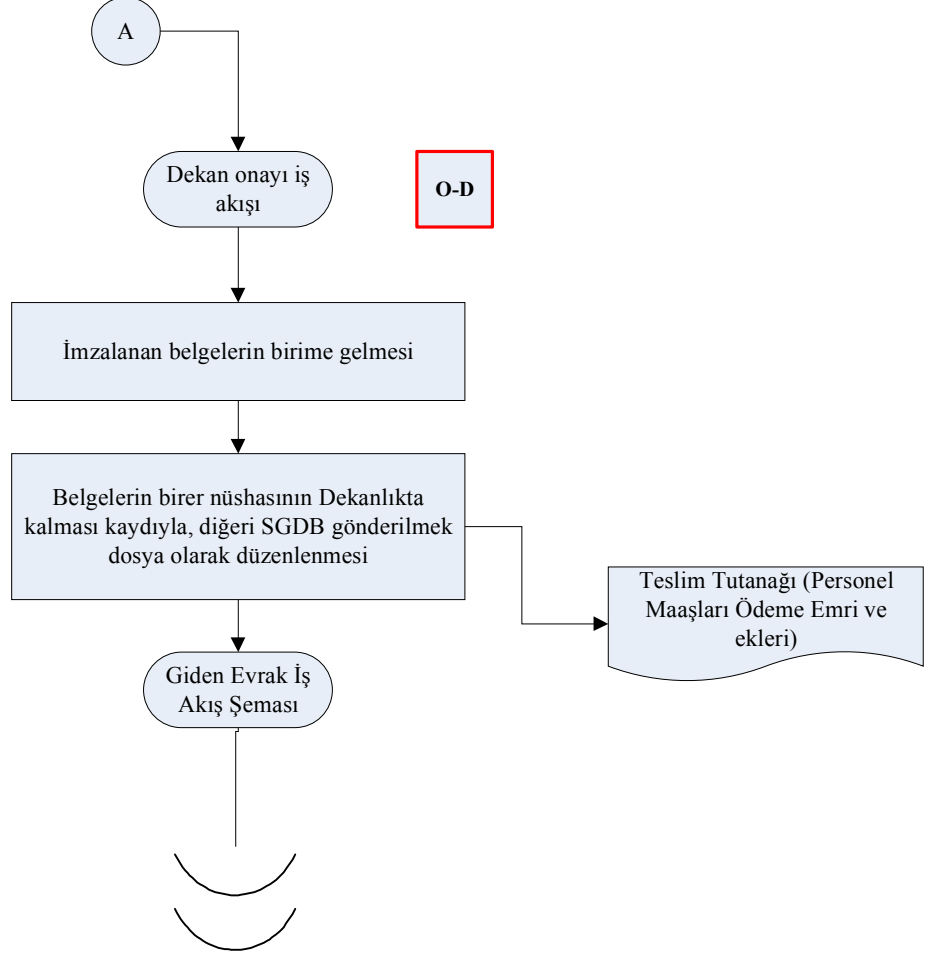 A
Dekan onayı iş
akışı
O-D
İmzalanan belgelerin birime gelmesi
Belgelerin birer nüshasının Dekanlıkta
kalması kaydıyla, diğeri SGDB gönderilmek
dosya olarak düzenlenmesi
Teslim Tutanağı (Personel
Maaşları Ödeme Emri ve
ekleri)
Giden Evrak İş
Akış Şeması